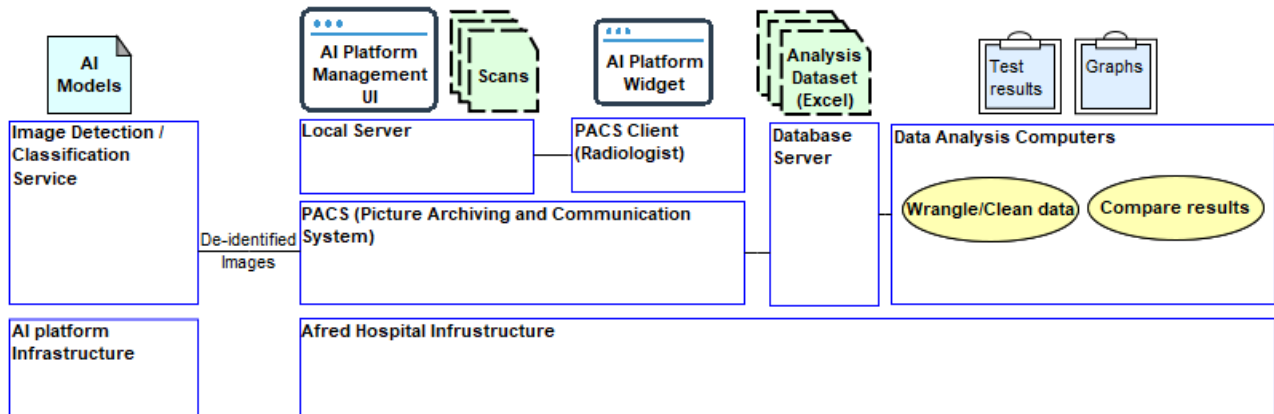 AI
Models
AI Platform
Management
UI
Scans
AI Platform
Widget
Analysis
Dataset
(Excel)
Test
results
Graphs
Image Detection /
Classification
Service
Local Server
PACS Client
(Radiologist)
Database
Server
Data Analysis Computers
Wrangle/Clean data
Compare results
PACS (Picture Archiving and Communication
System)
De-identified
Images
AI platform
Infrastructure
Afred Hospital Infrustructure